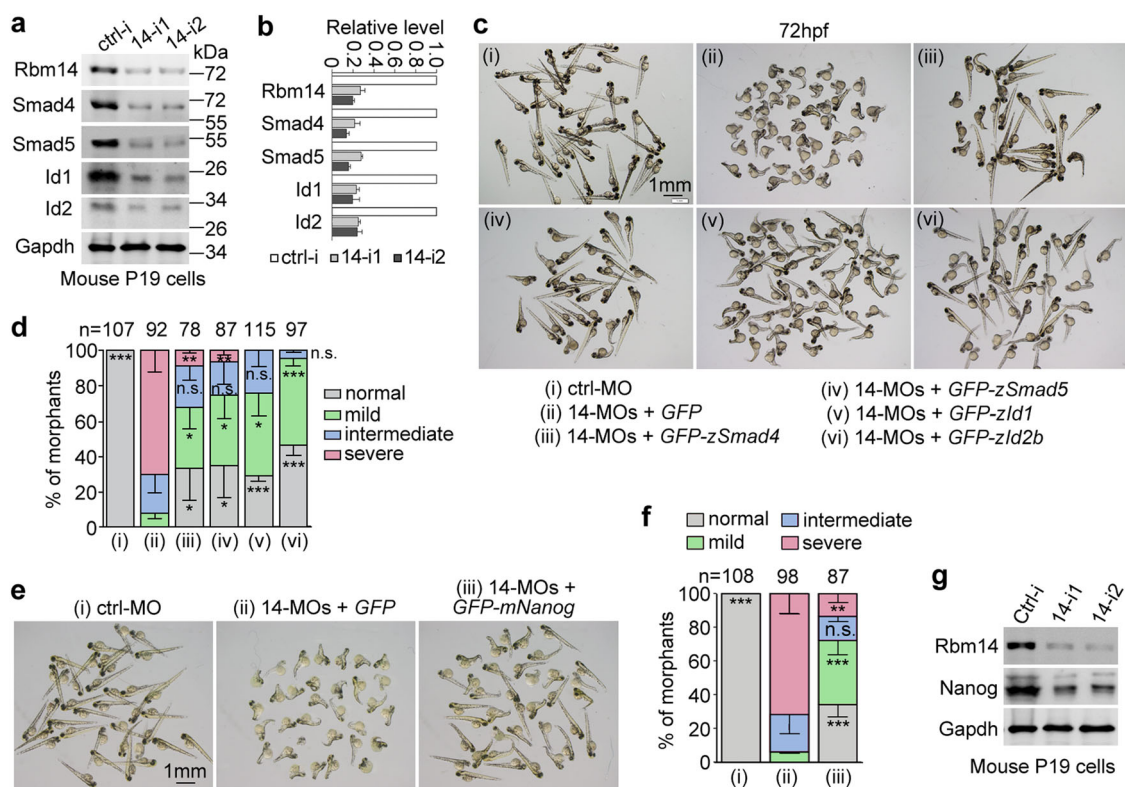 a
ctrl-i 14-i1 14-i2 kDa
Rbm14
72
Smad4
72
55
Smad5
55
26
Id1
34
Id2
26
Gapdh
34
Mouse P19 cells
b
Relative level
0 0.2 0.4 0.6 0.8 1.0
Rbm14
Smad4
Smad5
Id1
Id2
ctrl-i 14-i1 14-i2
c
72hpf
(i) (ii) (iii)
1mm
(iv) (v) (vi)
(i) ctrl-MO
(ii) 14-MOs + GFP
(iii) 14-MOs + GFP-zSmad4
(iv) 14-MOs + GFP-zSmad5
(v) 14-MOs + GFP-zId1
(vi) 14-MOs + GFP-zId2b
d
n=107 92 78 87 115 97
% of morphants
100
80
60
40
20
0
*** ** ** n.s.
n.s. n.s. n.s. ***
* * *
* * *** ***
(i) (ii) (iii) (iv) (v) (vi)
normal
mild
intermediate
severe
e
(i) ctrl-MO
(ii) 14-MOs + GFP
(iii) 14-MOs +
GFP-mNanog
1mm
f
normal intermediate
mild severe
n=108 98 87
% of morphants
100
80
60
40
20
0
*** **
n.s.
***
***
(i) (ii) (iii)
g
Ctrl-i 14-i1 14-i2
Rbm14
Nanog
Gapdh
Mouse P19 cells